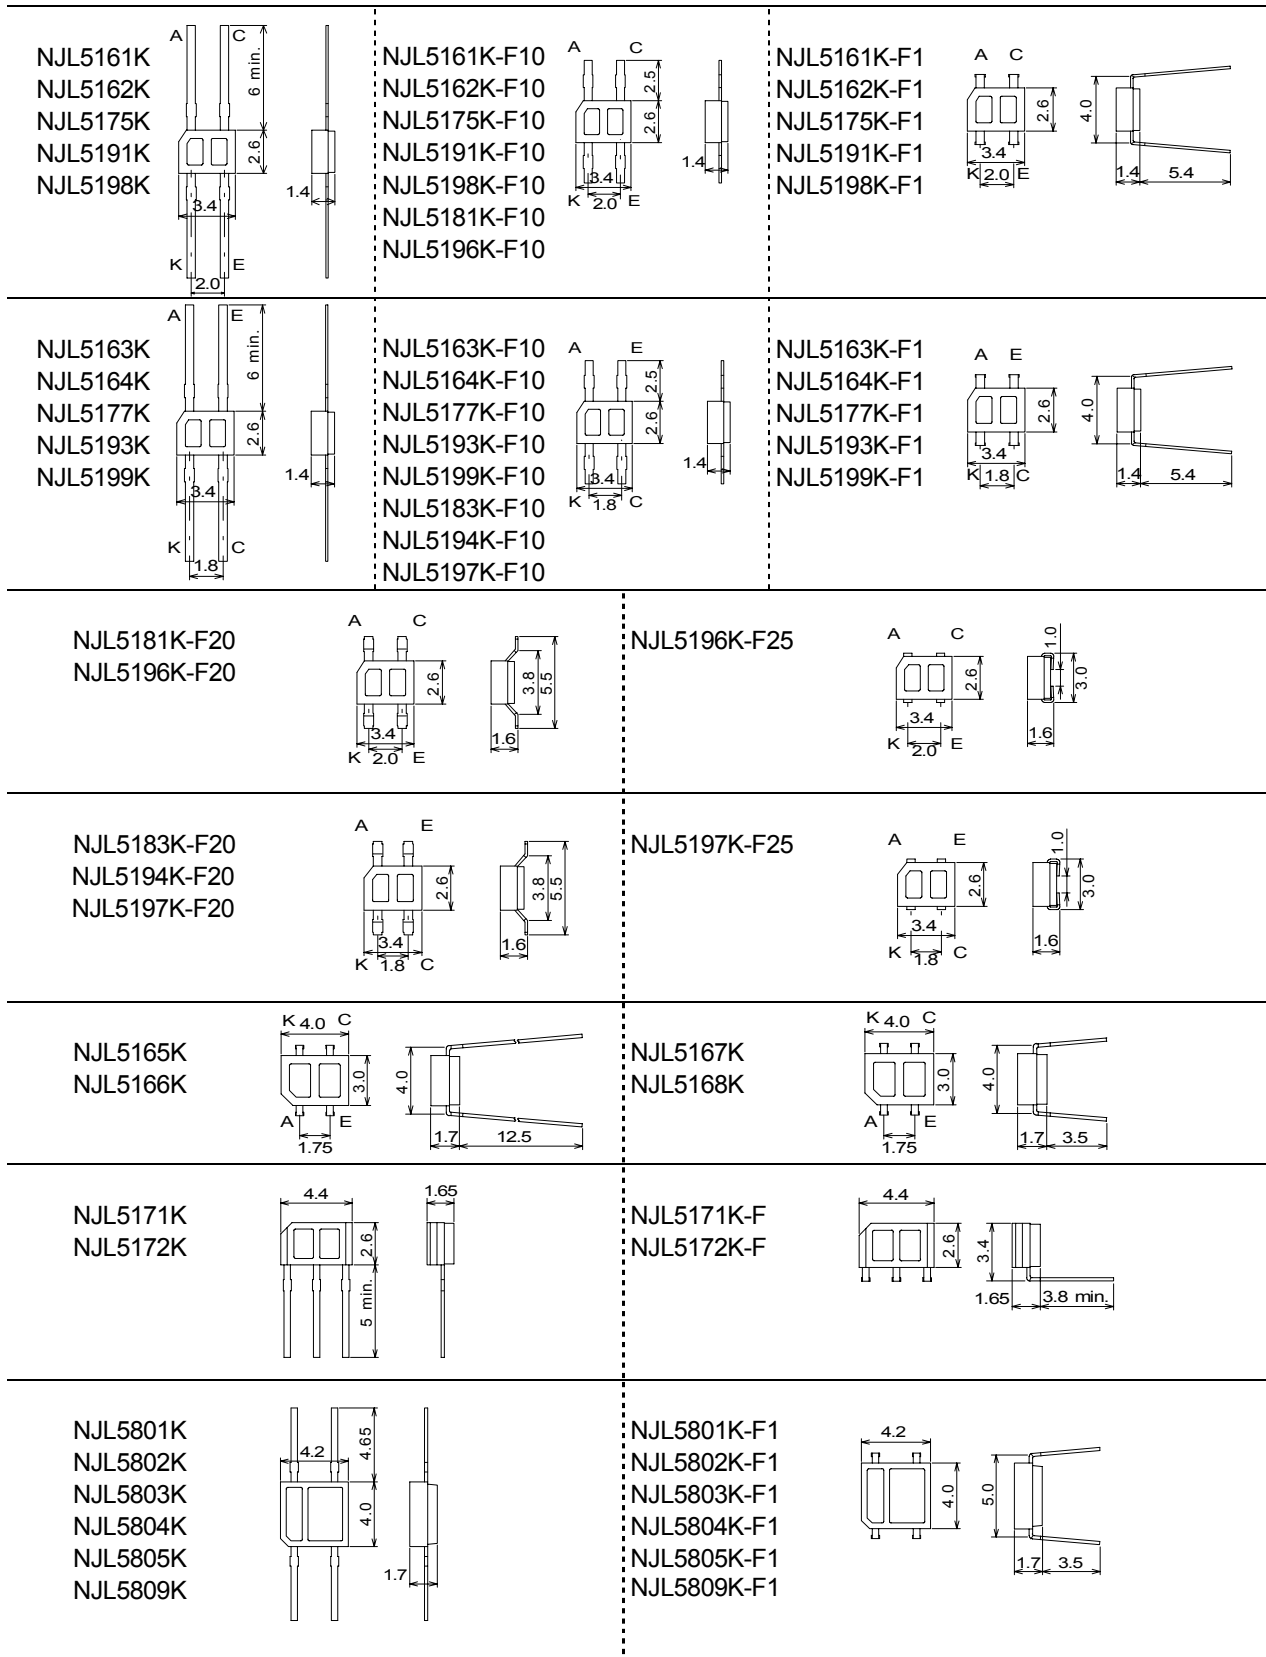 NJL5161K
NJL5162K
NJL5175K
NJL5191K
NJL5198K
A C
6 min.
2.6
1.4
3.4
K E
2.0
NJL5161K-F10
NJL5162K-F10
NJL5175K-F10
NJL5191K-F10
NJL5198K-F10
NJL5181K-F10
NJL5196K-F10
A C
2.5
2.6
1.4
3.4
K 2.0 E
NJL5161K-F1
NJL5162K-F1
NJL5175K-F1
NJL5191K-F1
NJL5198K-F1
A C
2.6
4.0
3.4
K 2.0 E
1.4 5.4
NJL5163K
NJL5164K
NJL5177K
NJL5193K
NJL5199K
A E
6 min.
2.6
1.4
3.4
K C
1.8
NJL5163K-F10
NJL5164K-F10
NJL5177K-F10
NJL5193K-F10
NJL5199K-F10
NJL5183K-F10
NJL5194K-F10
NJL5197K-F10
A E
2.5
2.6
1.4
3.4
K 1.8 C
NJL5163K-F1
NJL5164K-F1
NJL5177K-F1
NJL5193K-F1
NJL5199K-F1
A E
2.6
4.0
3.4
K 1.8 C
1.4 5.4
NJL5181K-F20
NJL5196K-F20
A C
2.6
3.8
5.5
3.4
1.6
K 2.0 E
NJL5196K-F25
A C
1.0
2.6
3.0
3.4
1.6
K 2.0 E
NJL5183K-F20
NJL5194K-F20
NJL5197K-F20
A E
2.6
3.8
5.5
3.4
1.6
K 1.8 C
NJL5197K-F25
A E
1.0
2.6
3.0
3.4
1.6
K 1.8 C
NJL5165K
NJL5166K
K 4.0 C
3.0
4.0
A E
1.75
1.7 12.5
NJL5167K
NJL5168K
K 4.0 C
3.0
4.0
A E
1.75
1.7 3.5
NJL5171K
NJL5172K
4.4
1.65
2.6
5 min.
NJL5171K-F
NJL5172K-F
4.4
2.6
3.4
1.65 3.8 min.
NJL5801K
NJL5802K
NJL5803K
NJL5804K
NJL5805K
NJL5809K
4.2
4.65
4.0
1.7
NJL5801K-F1
NJL5802K-F1
NJL5803K-F1
NJL5804K-F1
NJL5805K-F1
NJL5809K-F1
4.2
4.0
5.0
1.7 3.5